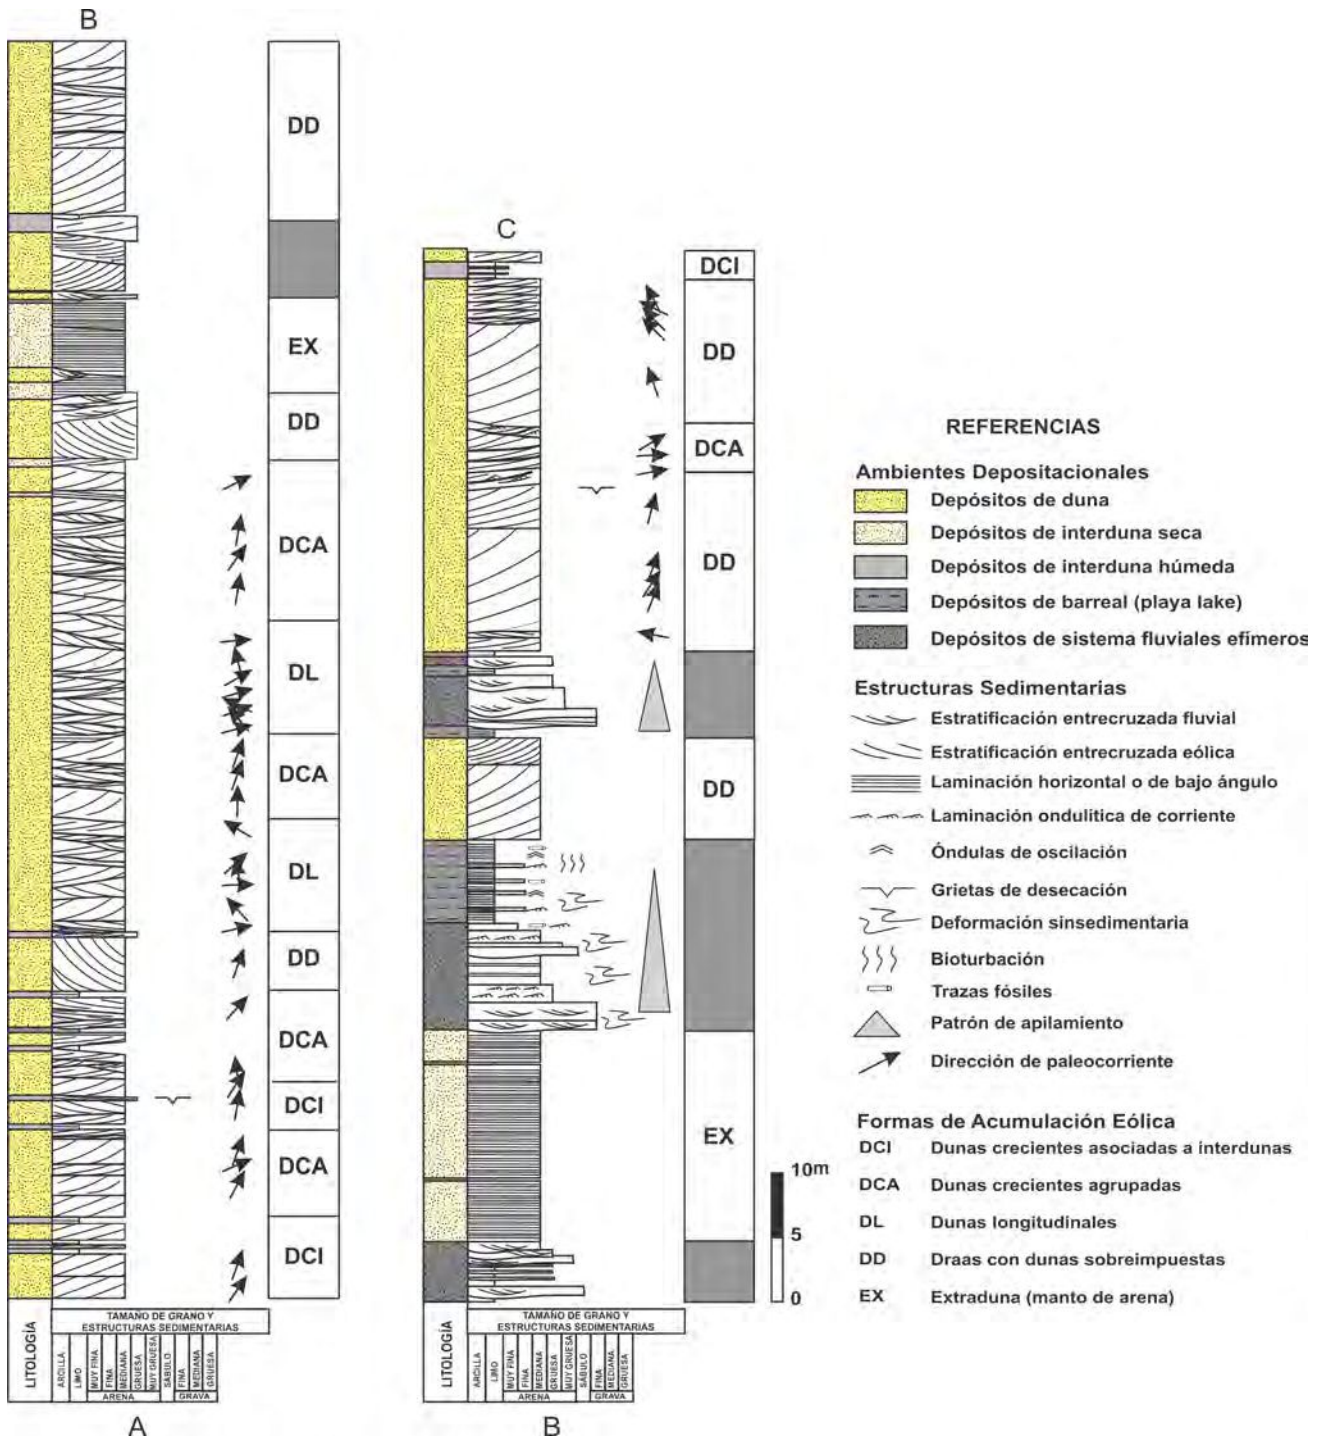 B
DD
EX
DD
DCA
DL
DCA
DL
DD
DCA
DCI
DCA
DCI
LITOLOGÍA
TAMAÑO DE GRANO Y
ESTRUCTURAS SEDIMENTARIAS
ARCILLA
LIMO
MUY FINA
FINA
MEDIANA
GRUESA
MUY GRUESA
SÁBULO
FINA
MEDIANA
GRUESA
ARENA
GRAVA
A
C
DCI
DD
DCA
DD
DD
EX
10m
5
0
LITOLOGÍA
TAMAÑO DE GRANO Y
ESTRUCTURAS SEDIMENTARIAS
ARCILLA
LIMO
MUY FINA
FINA
MEDIANA
GRUESA
MUY GRUESA
SÁBULO
FINA
MEDIANA
GRUESA
ARENA
GRAVA
B
REFERENCIAS
Ambientes Depositacionales
Depósitos de duna
Depósitos de interduna seca
Depósitos de interduna húmeda
Depósitos de barreal (playa lake)
Depósitos de sistema fluviales efímeros
Estructuras Sedimentarias
Estratificación entrecruzada fluvial
Estratificación entrecruzada eólica
Laminación horizontal o de bajo ángulo
Laminación ondulítica de corriente
Óndulas de oscilación
Grietas de desecación
Deformación sinsedimentaria
Bioturbación
Trazas fósiles
Patrón de apilamiento
Dirección de paleocorriente
Formas de Acumulación Eólica
DCI Dunas crecientes asociadas a interdunas
DCA Dunas crecientes agrupadas
DL Dunas longitudinales
DD Draas con dunas sobreimpuestas
EX Extraduna (manto de arena)